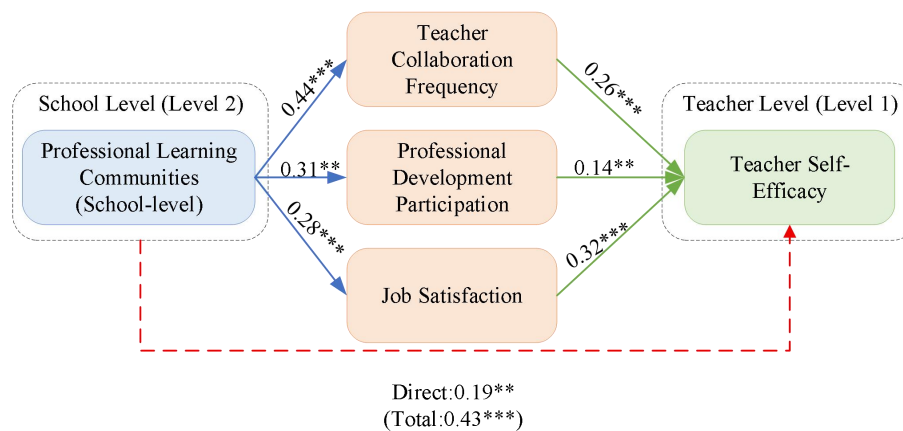 School Level (Level 2)
Professional Learning
Communities
(School-level)
0.44***
0.31**
0.28***
Teacher
Collaboration
Frequency
Professional
Development
Participation
Job Satisfaction
0.26***
0.14**
0.32***
Teacher Level (Level 1)
Teacher Self-
Efficacy
Direct:0.19**
(Total:0.43***)